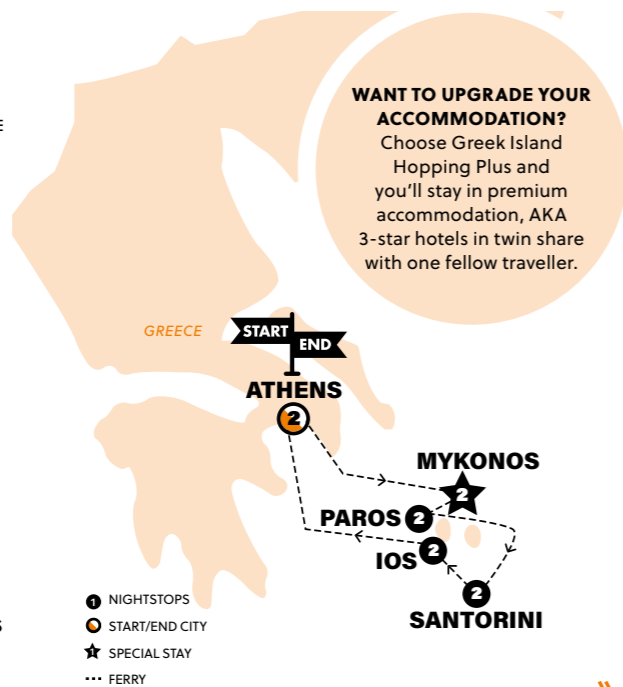 E
WANT TO UPGRADE YOUR
ACCOMMODATION?
Choose Greek Island
Hopping Plus and
you'll stay in premium
accommodation, AKA
3-star hotels in twin share
with one fellow traveller.
GREECE
START
END
ATHENS
2
MYKONOS
2
PAROS 2
IOS 2
2
SANTORINI
1 NIGHTSTOPS
START/END CITY
1 SPECIAL STAY
FERRY
S